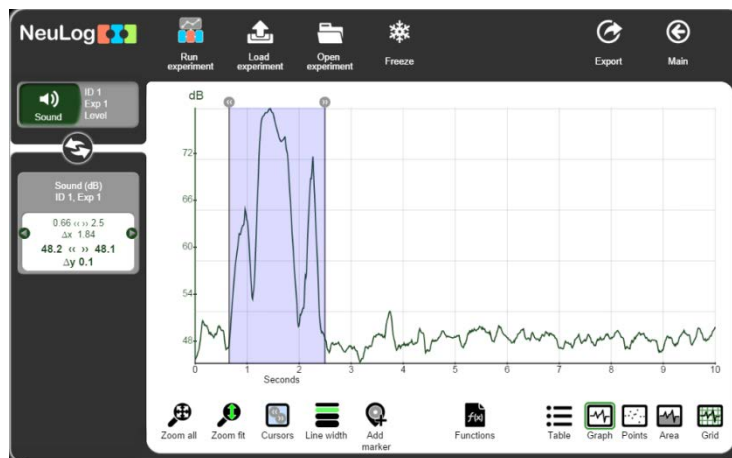 NeuLog
Run
experiment
Load
experiment
Open
experiment
Freeze
Export
Main
Sound
ID 1
Exp 1
Level
Sound (dB)
ID 1, Exp 1
0.66 ‹‹ ›› 2.5
Δx 1.84
48.2 ‹‹ ›› 48.1
Δy 0.1
dB
72
66
60
54
48
0 1 2 3 4 5 6 7 8 9 10
Seconds
Zoom all
Zoom fit
Cursors
Line width
Add
marker
f(x)
Functions
Table
Graph
Points
Area
Grid